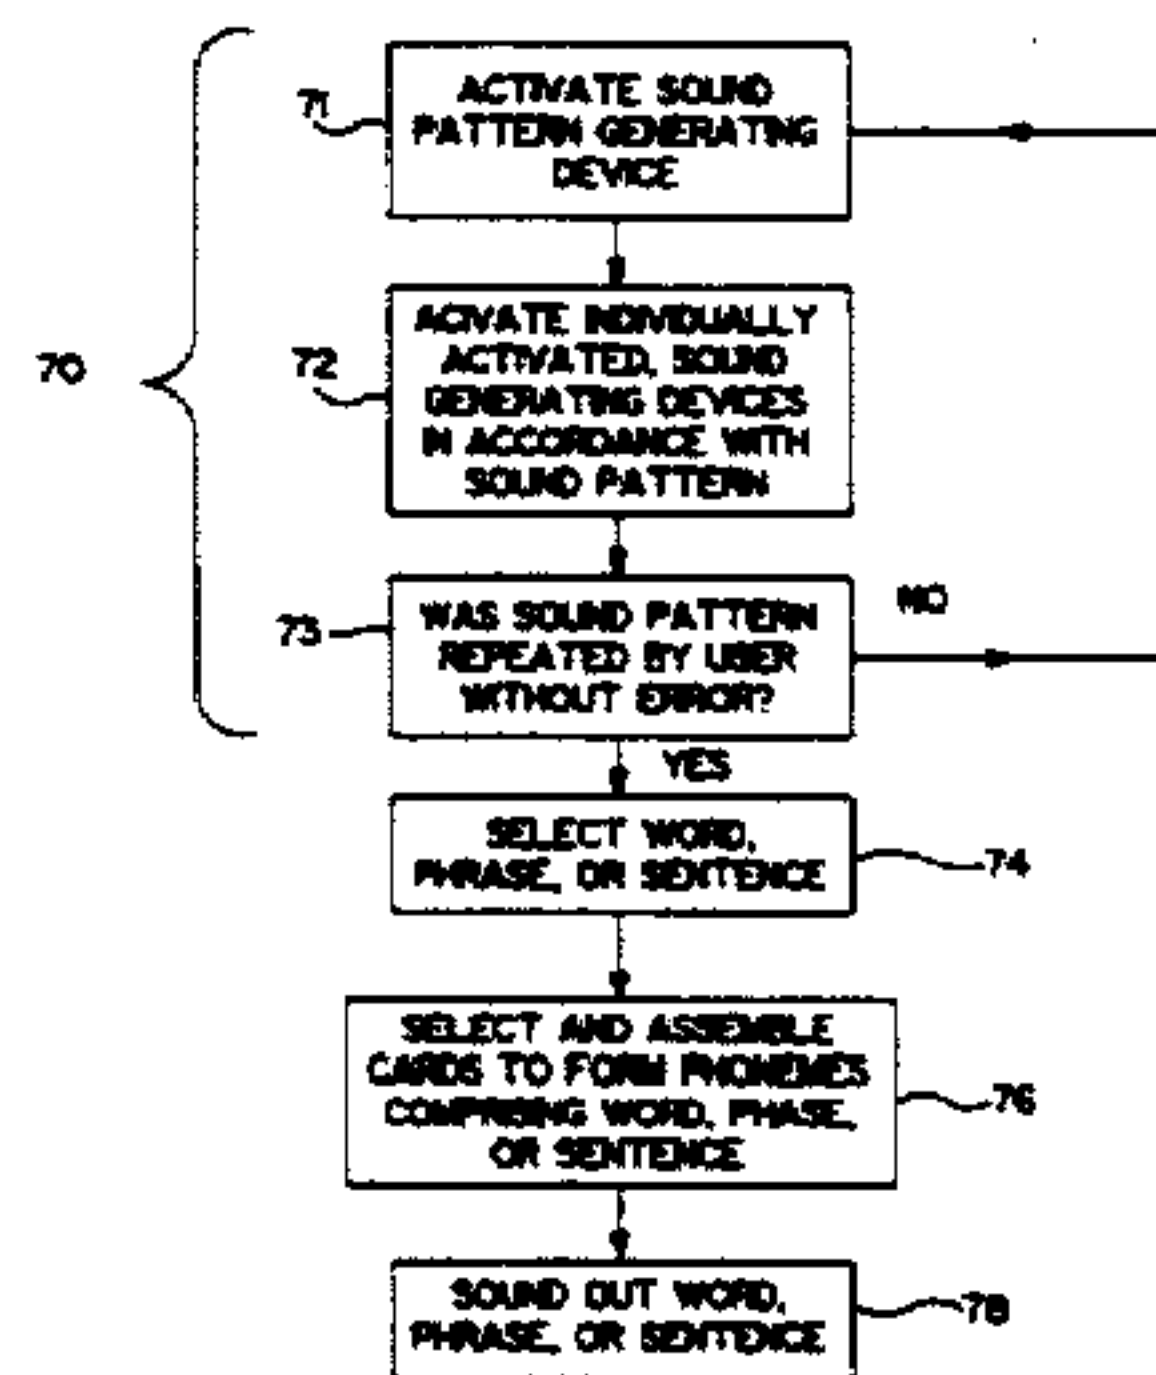 71
ACTIVATE SOUND
PATTERN GENERATING
DEVICE
70
72
ACIVATE INDIVIDUALLY
ACTIVATED, SOUND
GENERATING DEVICES
IN ACCORDANCE WITH
SOUND PATTERN
73
WAS SOUND PATTERN
REPEATED BY USER
WITHOUT ERROR?
NO
YES
SELECT WORD,
PHRASE, OR SENTENCE
74
SELECT AND ASSEMBLE
CARDS TO FORM PHONEMES
COMPRISING WORD, PHASE,
OR SENTENCE
76
SOUND OUT WORD,
PHRASE, OR SENTENCE
78